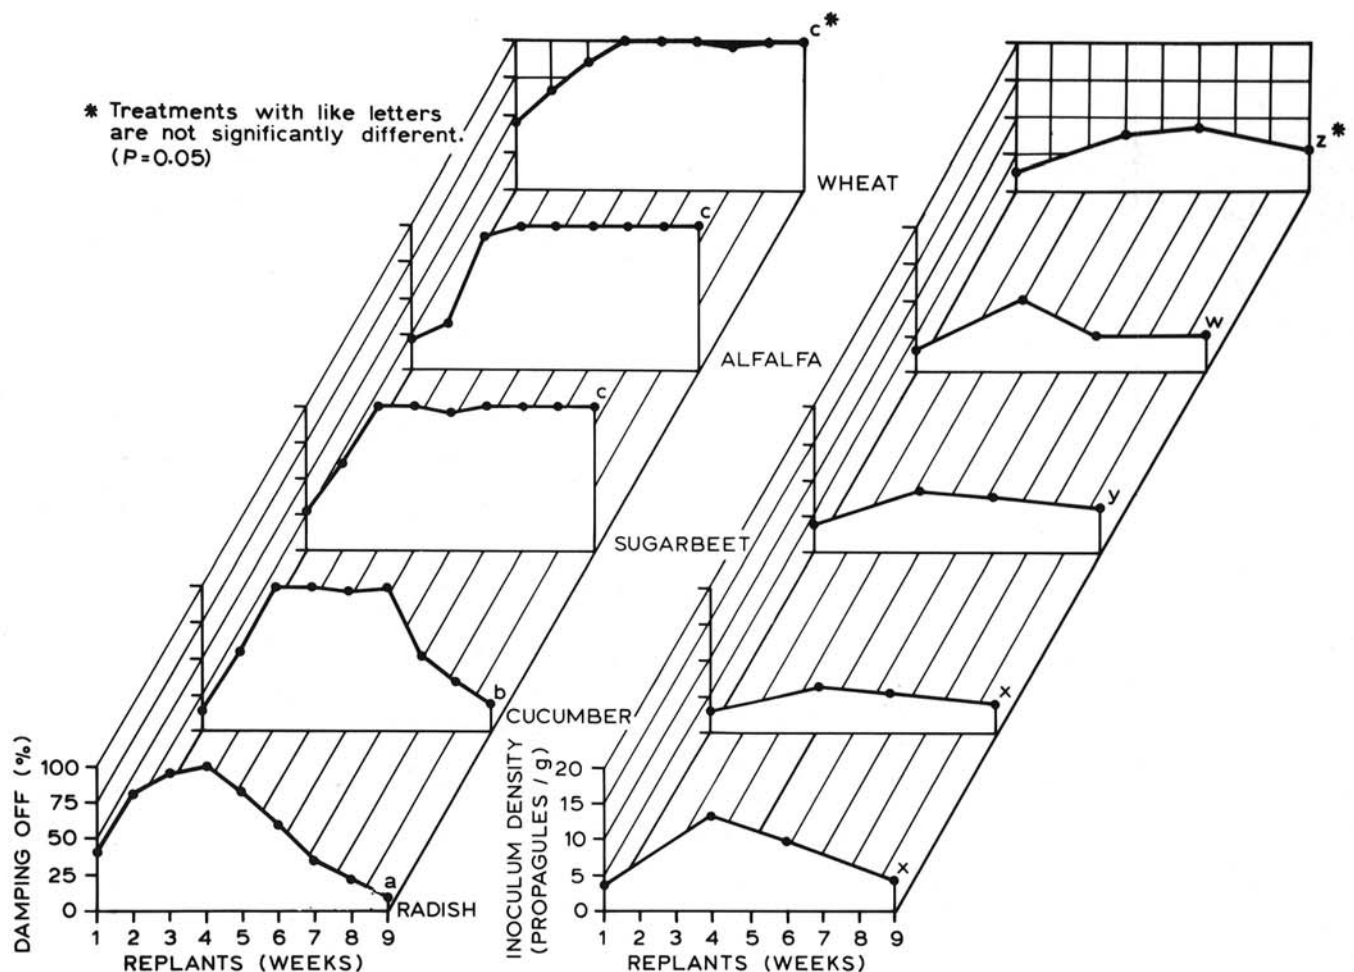 c*
* Treatments with like letters
are not significantly different.
(P=0.05)
z*
WHEAT
c
w
ALFALFA
c
y
SUGARBEET
b
x
CUCUMBER
DAMPING OFF (%)
100
75
50
25
0
a
RADISH
1 2 3 4 5 6 7 8 9
REPLANTS (WEEKS)
INOCULUM DENSITY
(PROPAGULES / g)
20
15
10
5
0
x
1 2 3 4 5 6 7 8 9
REPLANTS (WEEKS)